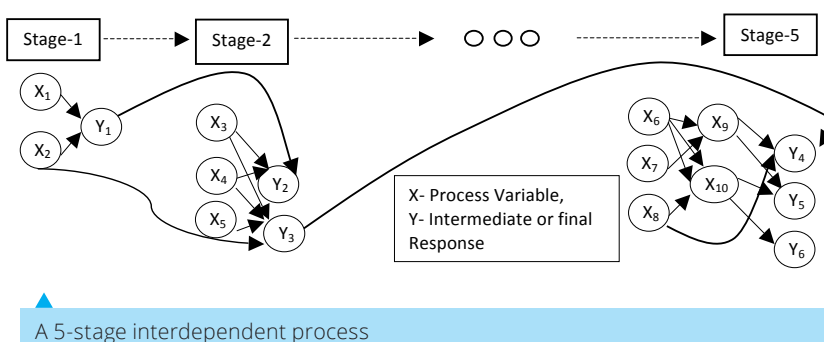 Stage-1
Stage-2
Stage-5
X₁
X₂
Y₁
X₃
X₄
X₅
Y₂
Y₃
X- Process Variable,
Y- Intermediate or final
Response
X₆
X₇
X₈
X₉
X₁₀
Y₄
Y₅
Y₆
A 5-stage interdependent process